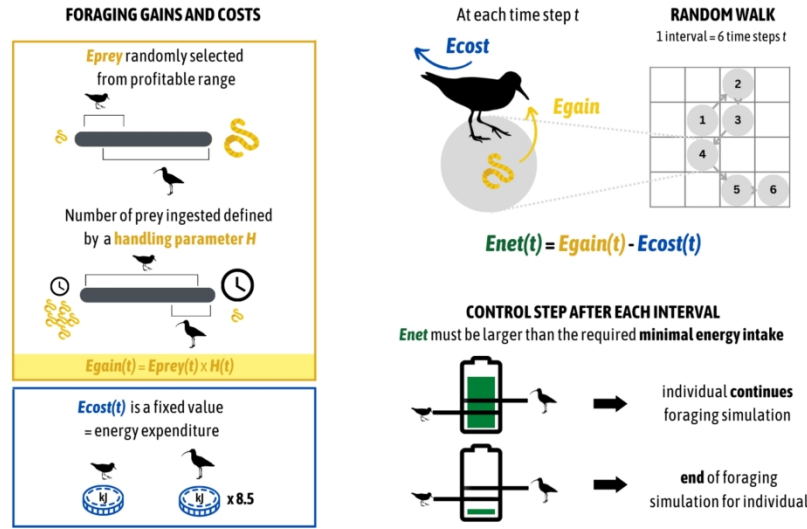 FORAGING GAINS AND COSTS
Eprey randomly selected
from profitable range
Number of prey ingested defined
by a handling parameter H
Egain(t) = Eprey(t) x H(t)
Ecost(t) is a fixed value
= energy expenditure
kJ
kJ
x 8.5
At each time step t
Ecost
Egain
Enet(t) = Egain(t) - Ecost(t)
RANDOM WALK
1 interval = 6 time steps t
2
1
3
4
5
6
CONTROL STEP AFTER EACH INTERVAL
Enet must be larger than the required minimal energy intake
individual continues
foraging simulation
end of foraging
simulation for individual